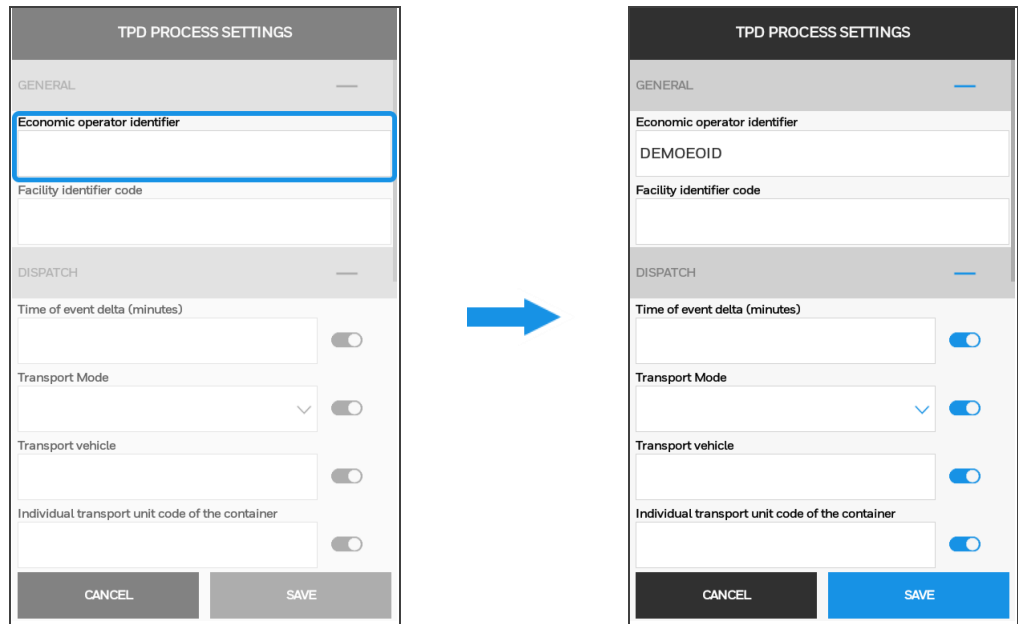 TPD PROCESS SETTINGS
GENERAL
Economic operator identifier
Facility identifier code
DISPATCH
Time of event delta (minutes)
Transport Mode
Transport vehicle
Individual transport unit code of the container
CANCEL
SAVE
TPD PROCESS SETTINGS
GENERAL
Economic operator identifier
DEMOEOID
Facility identifier code
DISPATCH
Time of event delta (minutes)
Transport Mode
Transport vehicle
Individual transport unit code of the container
CANCEL
SAVE